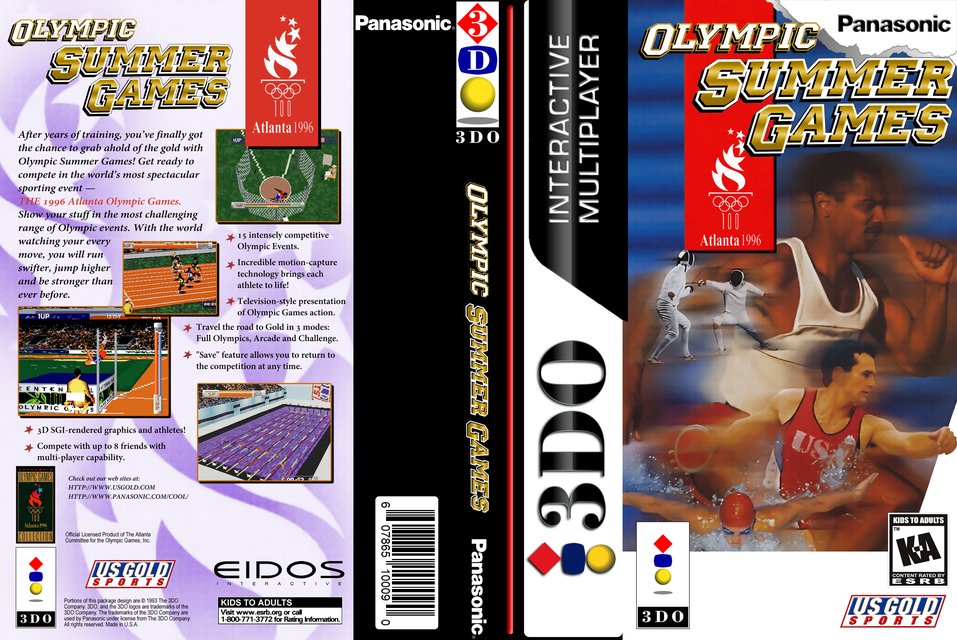 OLYMPIC
SUMMER
GAMES
Atlanta 1996
After years of training, you've finally got
the chance to grab ahold of the gold with
Olympic Summer Games! Get ready to
compete in the world's most spectacular
sporting event —
THE 1996 Atlanta Olympic Games.
Show your stuff in the most challenging
range of Olympic events. With the world
watching your every
move, you will run
swifter, jump higher
and be stronger than
ever before.
1UP
15 intensely competitive
Olympic Events.
Incredible motion-capture
technology brings each
athlete to life!
Television-style presentation
of Olympic Games action.
Travel the road to Gold in 3 modes:
Full Olympics, Arcade and Challenge.
"Save" feature allows you to return to
the competition at any time.
1UP
3D SGI-rendered graphics and athletes!
Compete with up to 8 friends with
multi-player capability.
Check out our web sites at:
HTTP://WWW.USGOLD.COM
HTTP://WWW.PANASONIC.COM/COOL/
OLYMPIC GAMES
100
Atlanta 1996
COLLECTION
Official Licensed Product of The Atlanta
Committee for the Olympic Games, Inc.
3DO
US GOLD
SPORTS
EIDOS
INTERACTIVE
Portions of this package design are © 1993 The 3DO
Company. 3DO, and the 3DO logos are trademarks of the
3DO Company. The trademarks of The 3DO Company are
used by Panasonic under license from The 3DO Company.
All rights reserved. Made in U.S.A.
KIDS TO ADULTS
Visit www.esrb.org or call
1-800-771-3772 for Rating Information.
Panasonic
3
D
3DO
OLYMPIC SUMMER GAMES
6 07865 10009 0
Panasonic
INTERACTIVE
MULTIPLAYER
3DO
OLYMPIC
SUMMER
GAMES
Panasonic
100
Atlanta 1996
USA
3DO
KIDS TO ADULTS
K-A
CONTENT RATED BY
ESRB
US GOLD
SPORTS